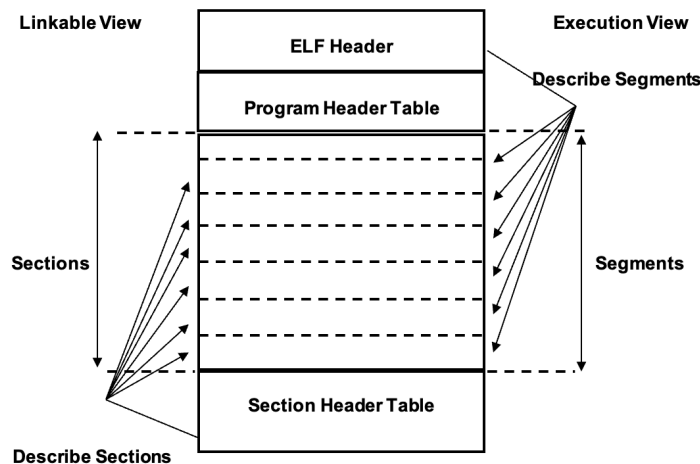 Linkable View
Execution View
ELF Header
Describe Segments
Program Header Table
Sections
Segments
Section Header Table
Describe Sections